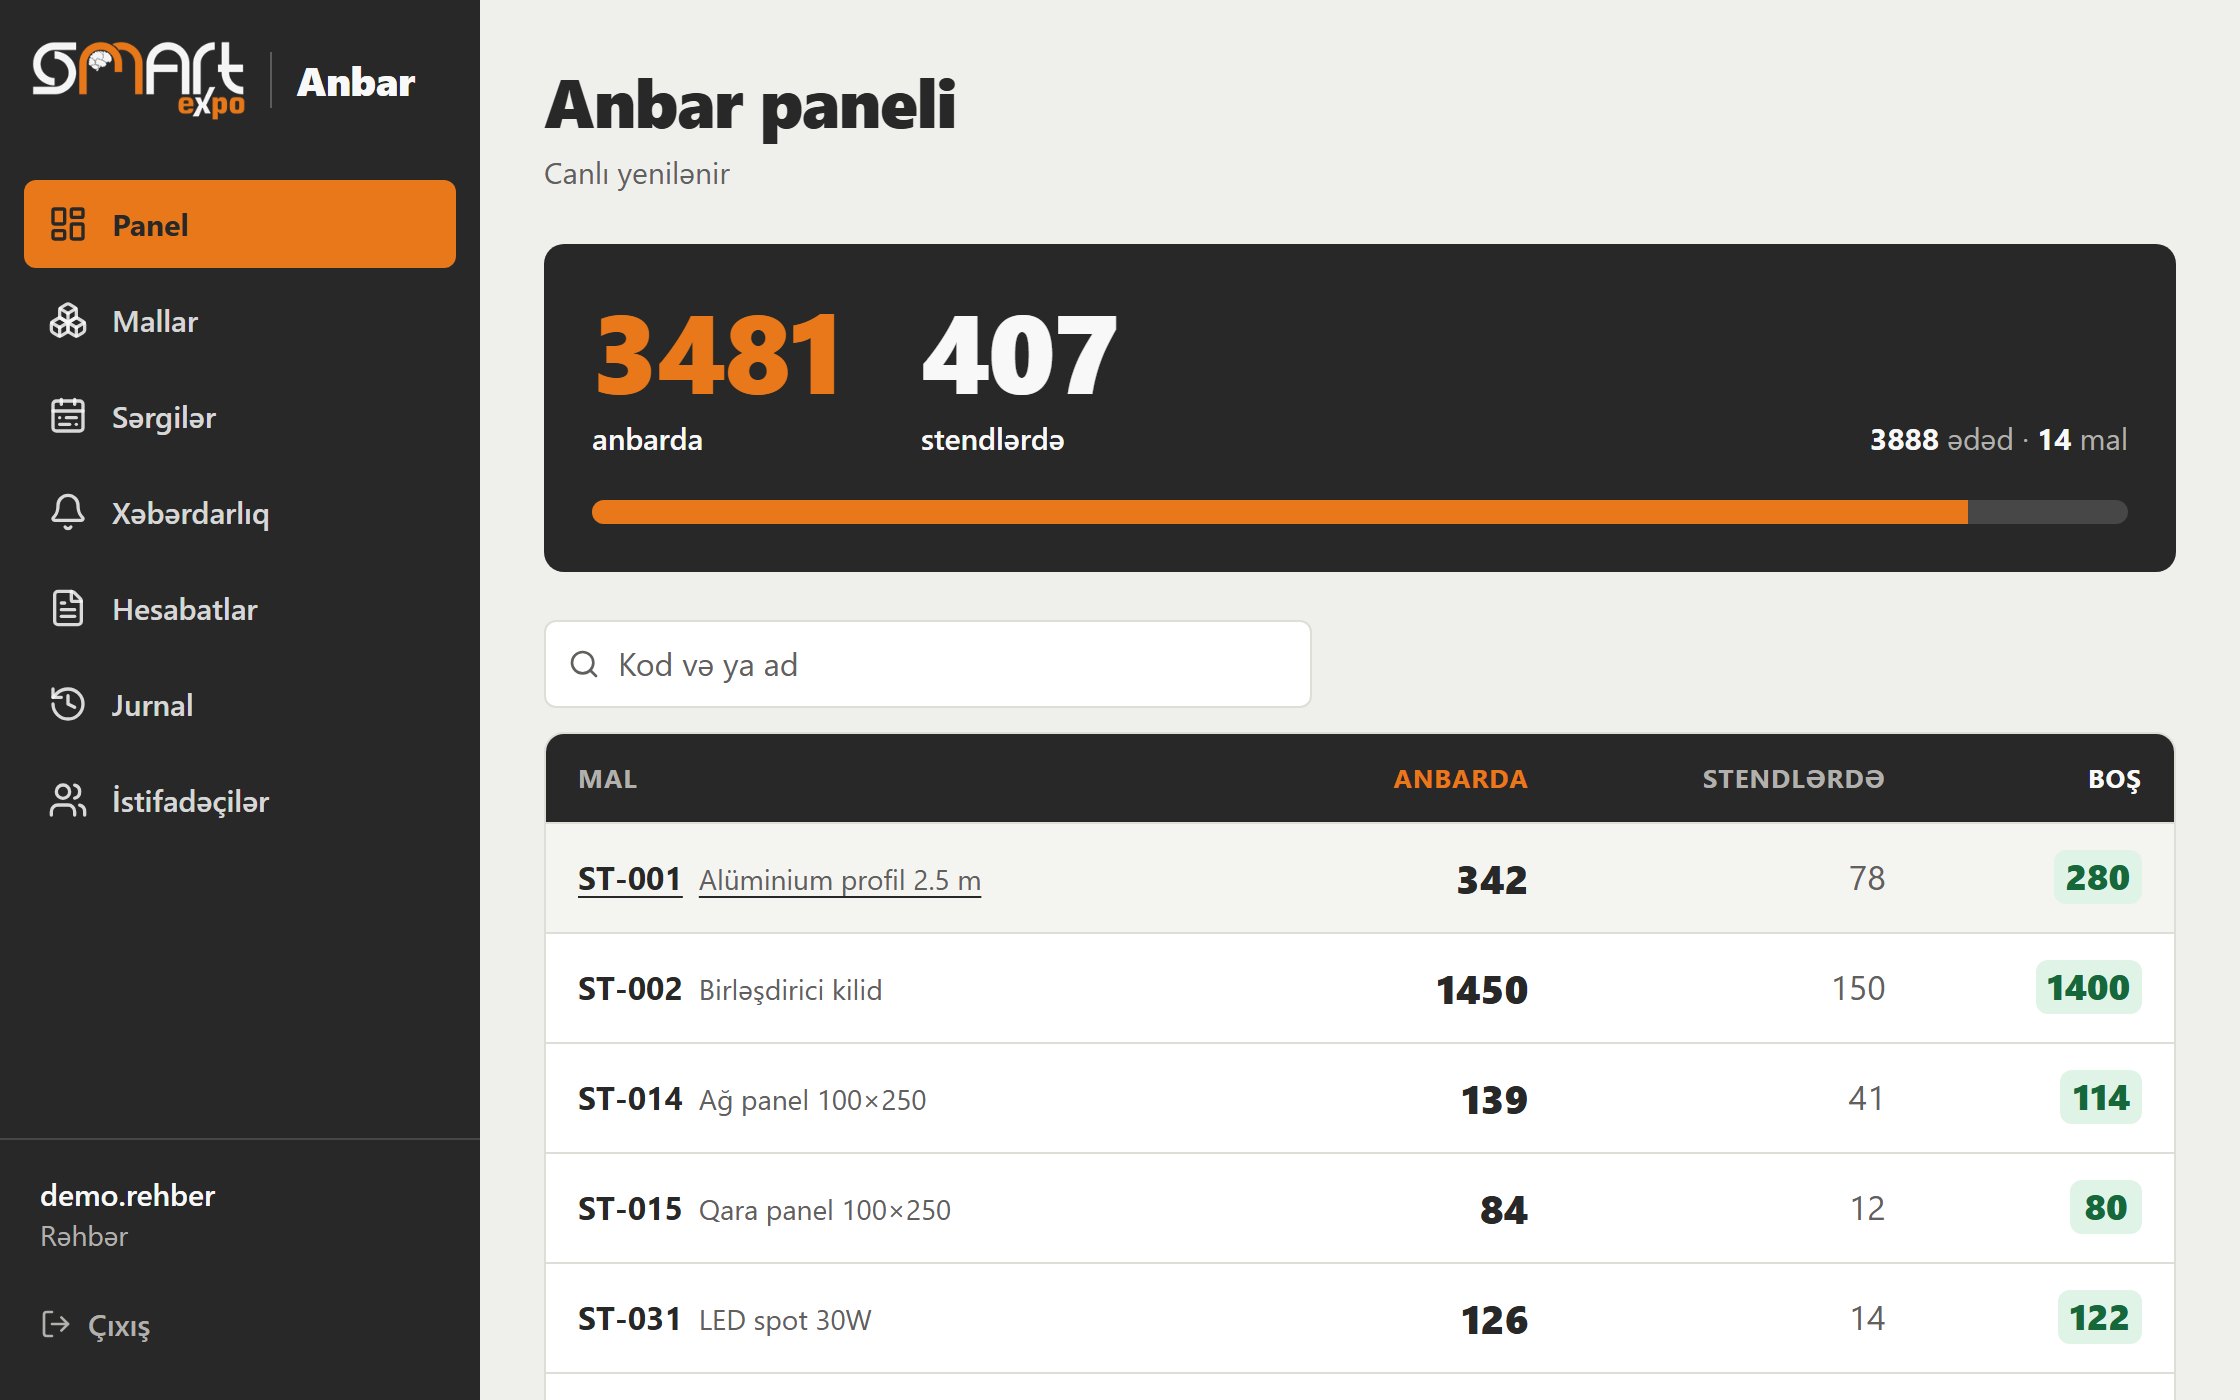 smart expo
Anbar
Panel
Mallar
Sərgilər
Xəbərdarlıq
Hesabatlar
Jurnal
İstifadəçilər
demo.rehber
Rəhbər
Çıxış
Anbar paneli
Canlı yenilənir
3481 407
anbarda stendlərdə
3888 ədəd · 14 mal
Kod və ya ad
MAL ANBARDA STENDLƏRDƏ BOŞ
ST-001 Alüminium profil 2.5 m 342 78 280
ST-002 Birləşdirici kilid 1450 150 1400
ST-014 Ağ panel 100×250 139 41 114
ST-015 Qara panel 100×250 84 12 80
ST-031 LED spot 30W 126 14 122